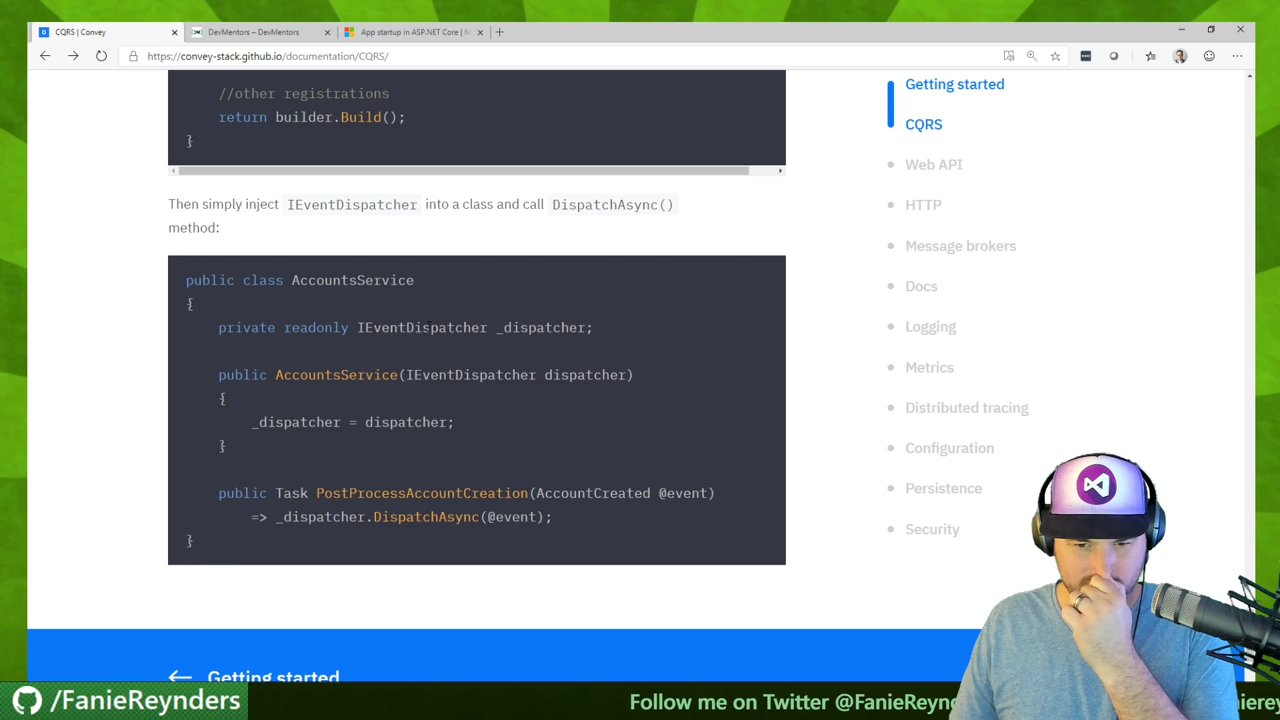 CQRS | Convey
DevMentors – DevMentors
App startup in ASP.NET Core | M
https://convey-stack.github.io/documentation/CQRS/
//other registrations
return builder.Build();
}
Then simply inject IEventDispatcher into a class and call DispatchAsync()
method:
public class AccountsService
{
private readonly IEventDispatcher _dispatcher;
public AccountsService(IEventDispatcher dispatcher)
{
_dispatcher = dispatcher;
}
public Task PostProcessAccountCreation(AccountCreated @event)
=> _dispatcher.DispatchAsync(@event);
}
Getting started
CQRS
Web API
HTTP
Message brokers
Docs
Logging
Metrics
Distributed tracing
Configuration
Persistence
Security
← Getting started
/FanieReynders
Follow me on Twitter @FanieReynd